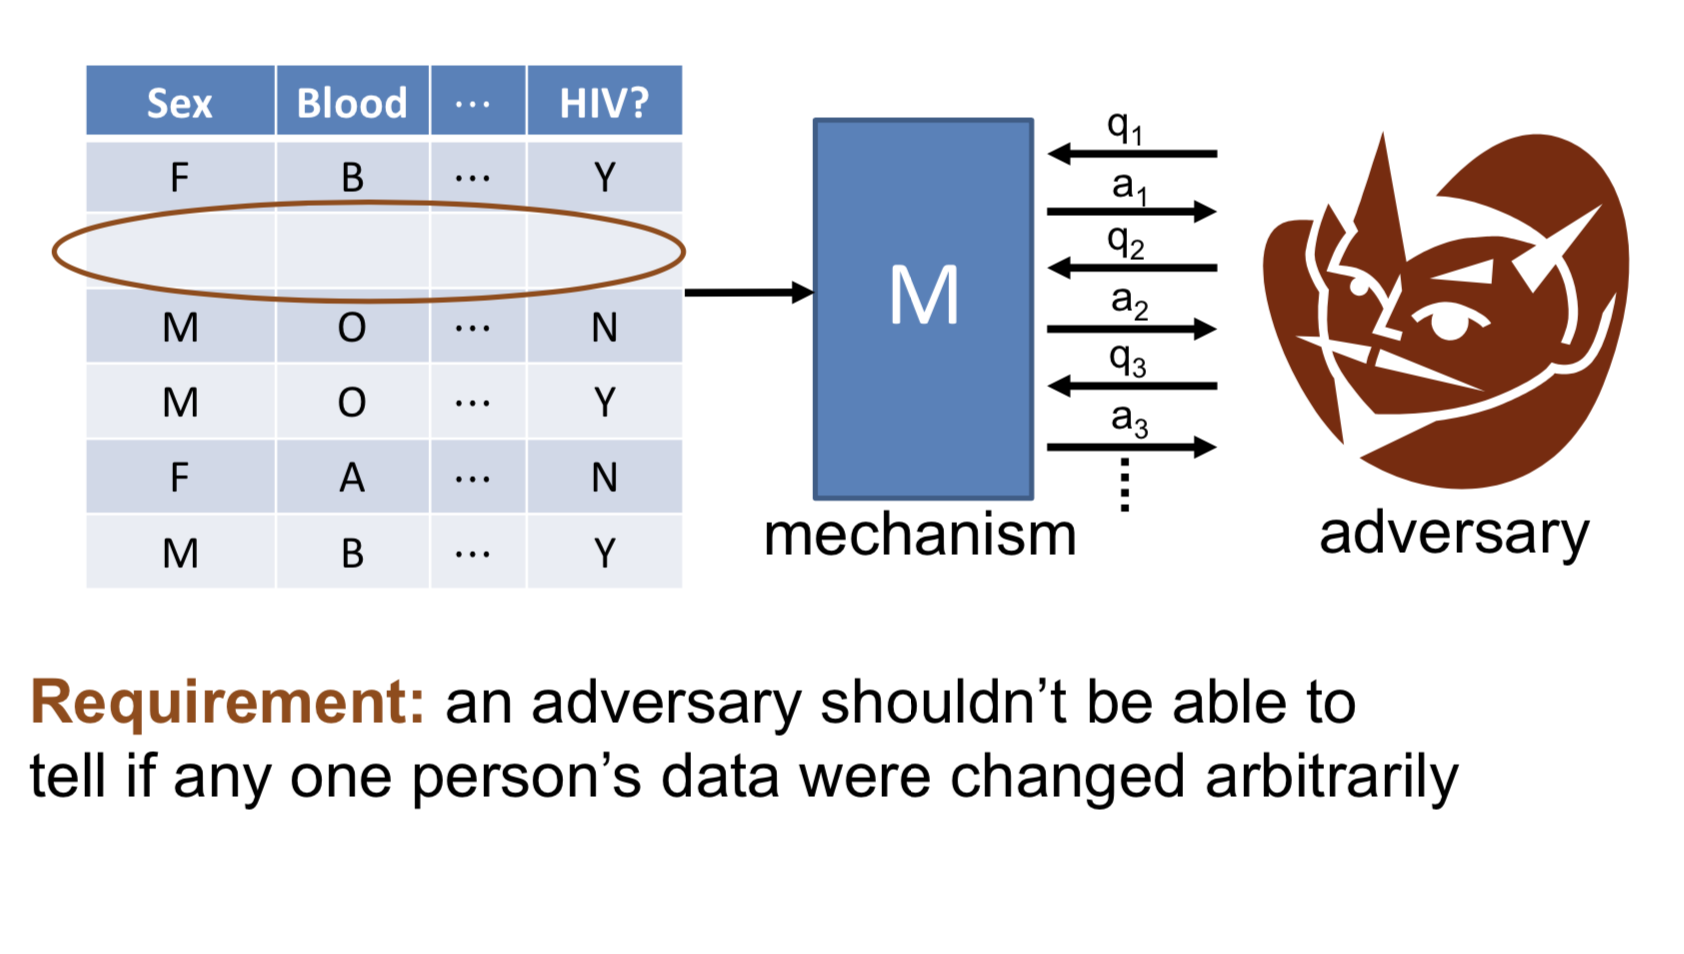 Sex Blood ... HIV?
F B ... Y
M O ... N
M O ... Y
F A ... N
M B ... Y
M
mechanism
q1
a1
q2
a2
q3
a3
adversary
Requirement: an adversary shouldn’t be able to
tell if any one person’s data were changed arbitrarily